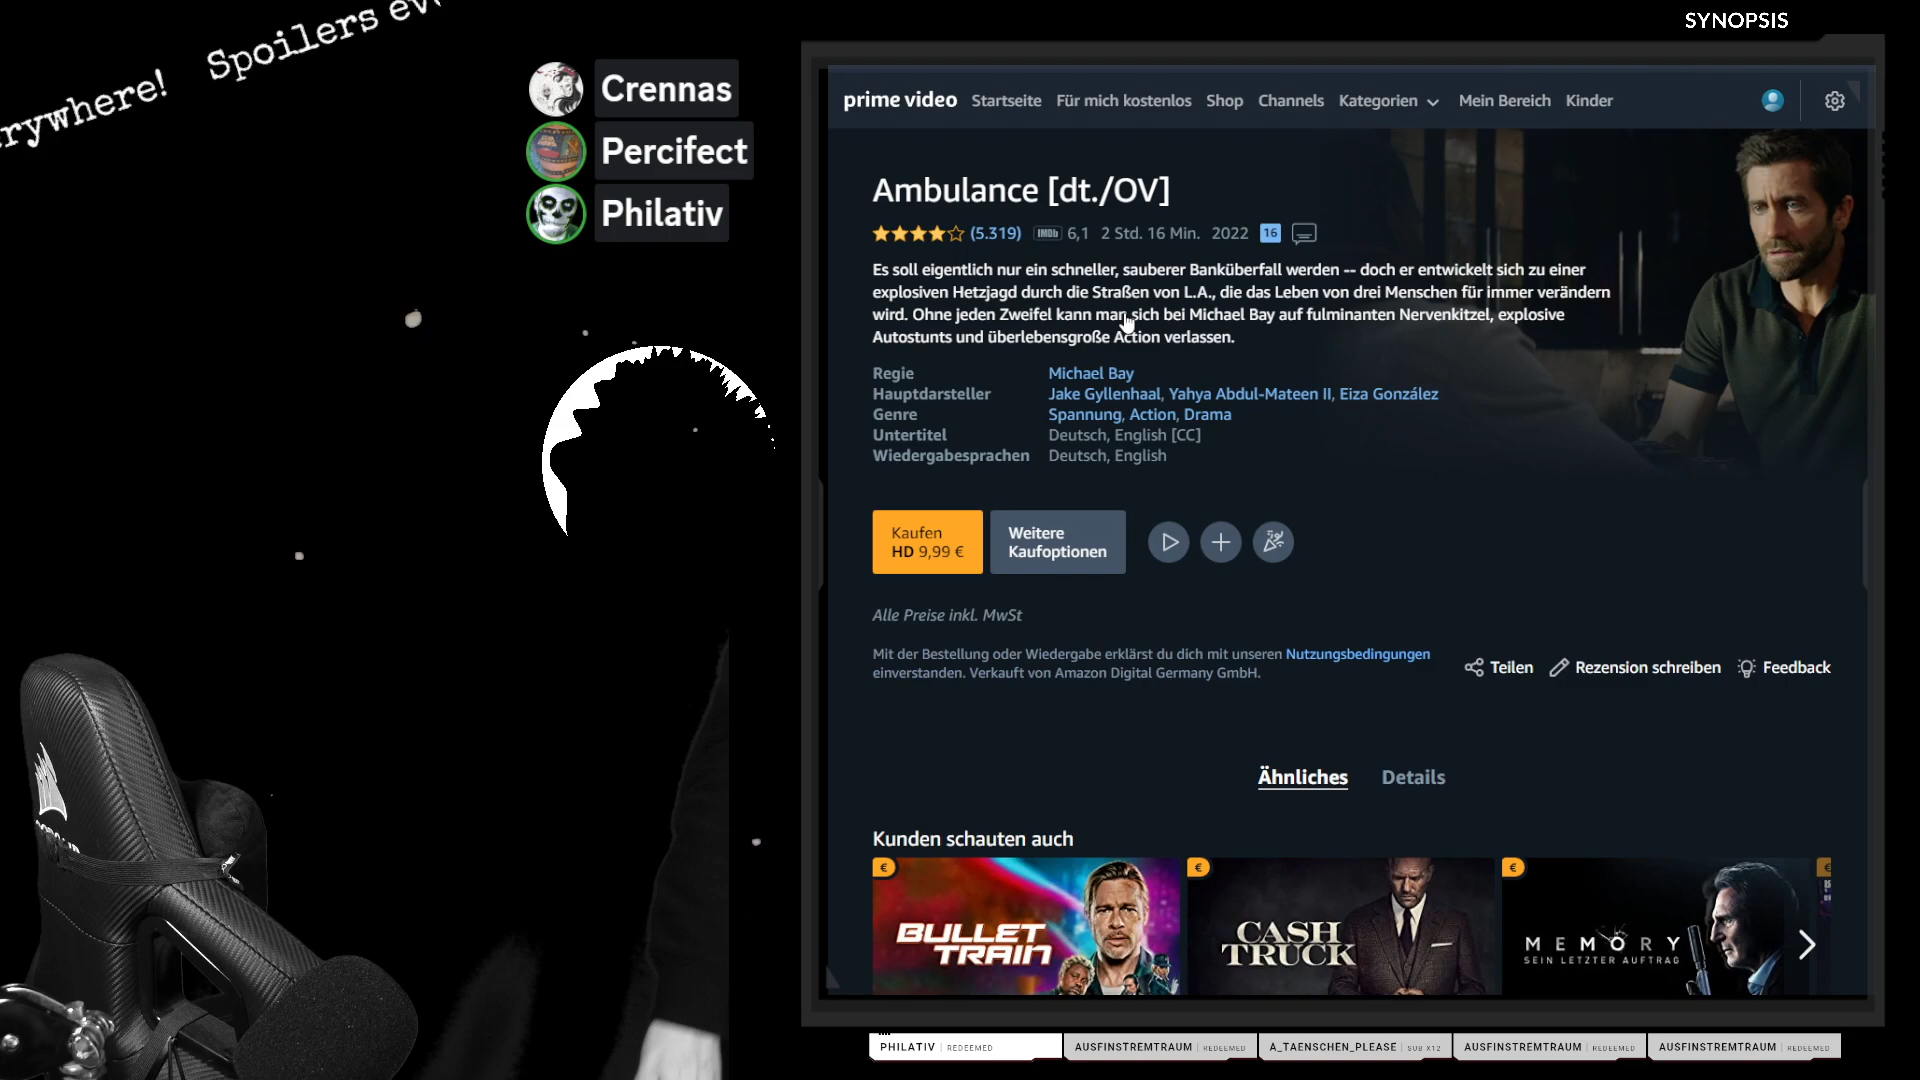 SYNOPSIS
rywhere!
Spoilers ev
Crennas
Percifect
Philativ
prime video Startseite Für mich kostenlos Shop Channels Kategorien Mein Bereich Kinder
Ambulance [dt./OV]
(5.319) IMDb 6,1 2 Std. 16 Min. 2022 16
Es soll eigentlich nur ein schneller, sauberer Banküberfall werden -- doch er entwickelt sich zu einer
explosiven Hetzjagd durch die Straßen von L.A., die das Leben von drei Menschen für immer verändern
wird. Ohne jeden Zweifel kann man sich bei Michael Bay auf fulminanten Nervenkitzel, explosive
Autostunts und überlebensgroße Action verlassen.
Regie Michael Bay
Hauptdarsteller Jake Gyllenhaal, Yahya Abdul-Mateen II, Eiza González
Genre Spannung, Action, Drama
Untertitel Deutsch, English [CC]
Wiedergabesprachen Deutsch, English
Kaufen
HD 9,99 €
Weitere
Kaufoptionen
Alle Preise inkl. MwSt
Mit der Bestellung oder Wiedergabe erklärst du dich mit unseren Nutzungsbedingungen
einverstanden. Verkauft von Amazon Digital Germany GmbH.
Teilen Rezension schreiben Feedback
Ähnliches Details
Kunden schauten auch
€ € € €
BULLET
TRAIN
CASH
TRUCK
MEMORY
SEIN LETZTER AUFTRAG
PHILATIV | REDEEMED AUSFINSTREMTRAUM | REDEEMED A_TAENSCHEN_PLEASE | SUB X12 AUSFINSTREMTRAUM | REDEEMED AUSFINSTREMTRAUM | REDEEMED